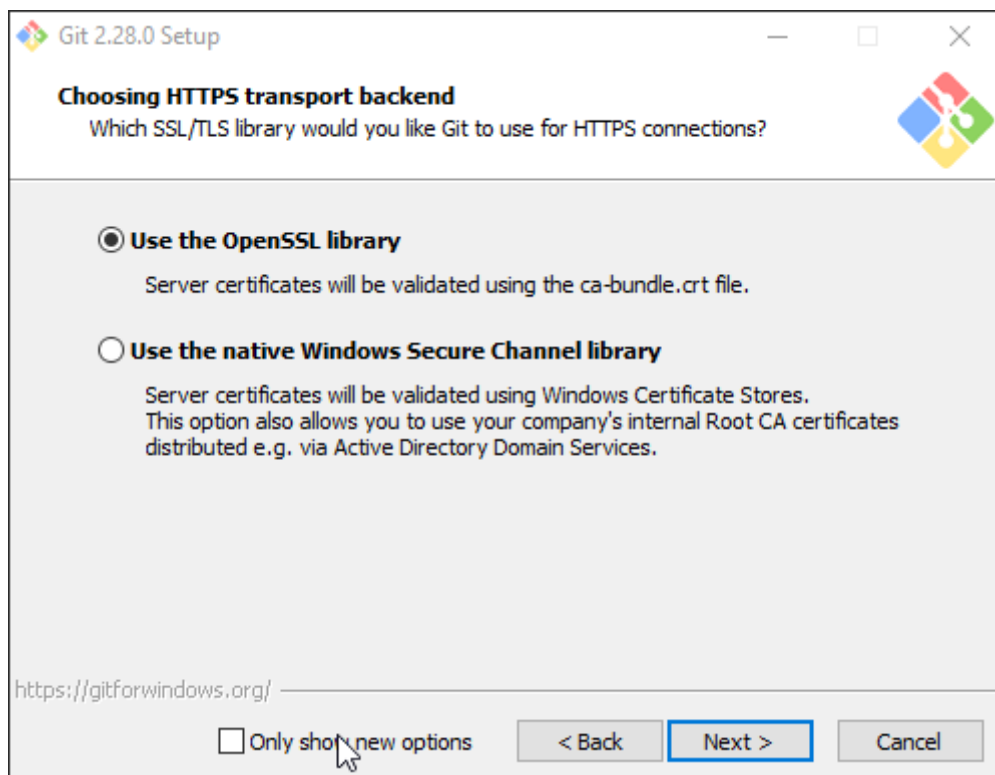 Git 2.28.0 Setup
Choosing HTTPS transport backend
Which SSL/TLS library would you like Git to use for HTTPS connections?
Use the OpenSSL library
Server certificates will be validated using the ca-bundle.crt file.
Use the native Windows Secure Channel library
Server certificates will be validated using Windows Certificate Stores.
This option also allows you to use your company's internal Root CA certificates
distributed e.g. via Active Directory Domain Services.
https://gitforwindows.org/
Only show new options
< Back
Next >
Cancel